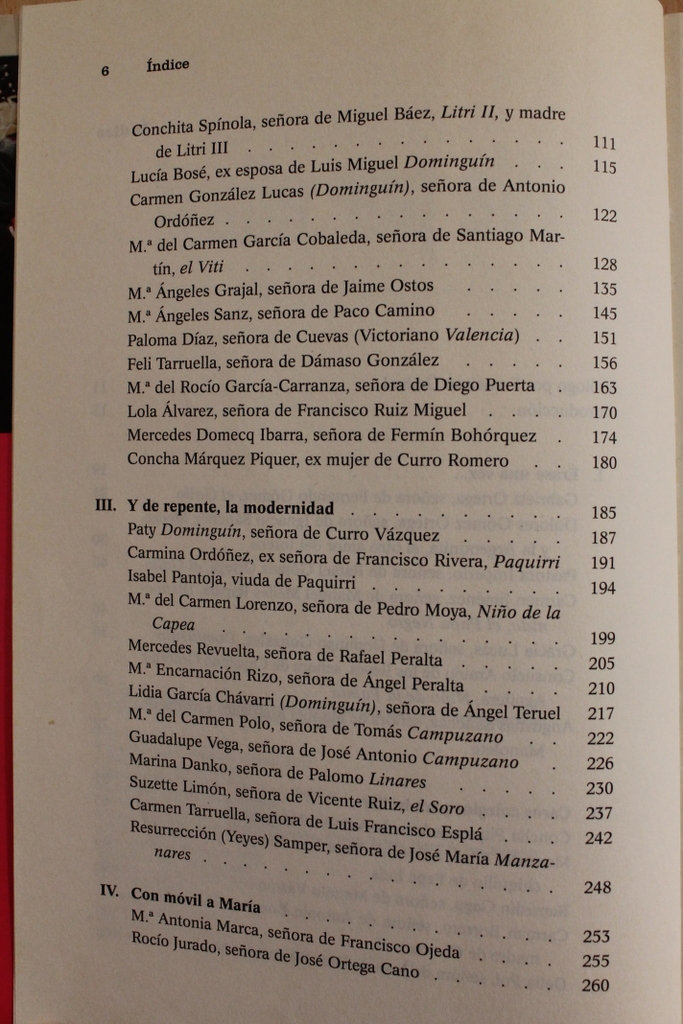 6 Índice
Conchita Spínola, señora de Miguel Báez, Litri II, y madre
de Litri III . . . . . . . . . . . . . . 111
Lucía Bosé, ex esposa de Luis Miguel Dominguín . . . 115
Carmen González Lucas (Dominguín), señora de Antonio
Ordóñez . . . . . . . . . . . . . . . . 122
M.ª del Carmen García Cobaleda, señora de Santiago Mar-
tín, el Viti . . . . . . . . . . . . . . 128
M.ª Ángeles Grajal, señora de Jaime Ostos . . . . . 135
M.ª Ángeles Sanz, señora de Paco Camino . . . . . 145
Paloma Díaz, señora de Cuevas (Victoriano Valencia) . . 151
Feli Tarruella, señora de Dámaso González . . . . . 156
M.ª del Rocío García-Carranza, señora de Diego Puerta . 163
Lola Álvarez, señora de Francisco Ruiz Miguel . . . . 170
Mercedes Domecq Ibarra, señora de Fermín Bohórquez . 174
Concha Márquez Piquer, ex mujer de Curro Romero . . 180
III. Y de repente, la modernidad . . . . . . . . . . 185
Paty Dominguín, señora de Curro Vázquez . . . . . 187
Carmina Ordóñez, ex señora de Francisco Rivera, Paquirri 191
Isabel Pantoja, viuda de Paquirri . . . . . . . . . 194
M.ª del Carmen Lorenzo, señora de Pedro Moya, Niño de la
Capea . . . . . . . . . . . . . . . . 199
Mercedes Revuelta, señora de Rafael Peralta . . . . . 205
M.ª Encarnación Rizo, señora de Ángel Peralta . . . . 210
Lidia García Chávarri (Dominguín), señora de Ángel Teruel 217
M.ª del Carmen Polo, señora de Tomás Campuzano . . 222
Guadalupe Vega, señora de José Antonio Campuzano . 226
Marina Danko, señora de Palomo Linares . . . . . 230
Suzette Limón, señora de Vicente Ruiz, el Soro . . . . 237
Carmen Tarruella, señora de Luis Francisco Esplá . . . 242
Resurrección (Yeyes) Samper, señora de José María Manza-
nares . . . . . . . . . . . . . . . . 248
IV. Con móvil a María . . . . . . . . . . . . 253
M.ª Antonia Marca, señora de Francisco Ojeda . . . . 255
Rocío Jurado, señora de José Ortega Cano . . . . . . 260